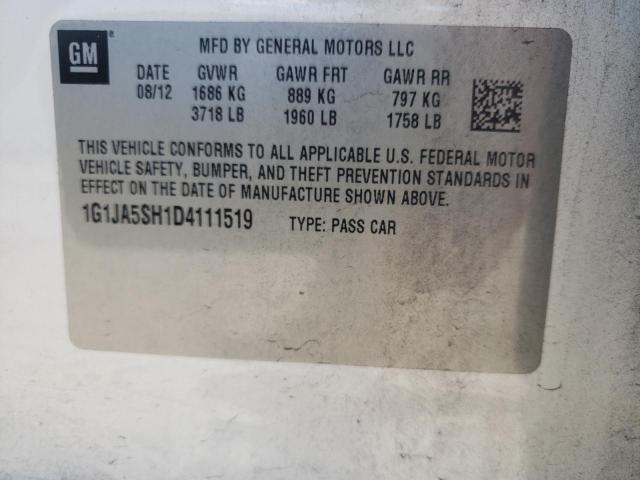 GM
MFD BY GENERAL MOTORS LLC
DATE GVWR GAWR FRT GAWR RR
08/12 1686 KG 889 KG 797 KG
3718 LB 1960 LB 1758 LB
THIS VEHICLE CONFORMS TO ALL APPLICABLE U.S. FEDERAL MOTOR
VEHICLE SAFETY, BUMPER, AND THEFT PREVENTION STANDARDS IN
EFFECT ON THE DATE OF MANUFACTURE SHOWN ABOVE.
1G1JA5SH1D4111519 TYPE: PASS CAR